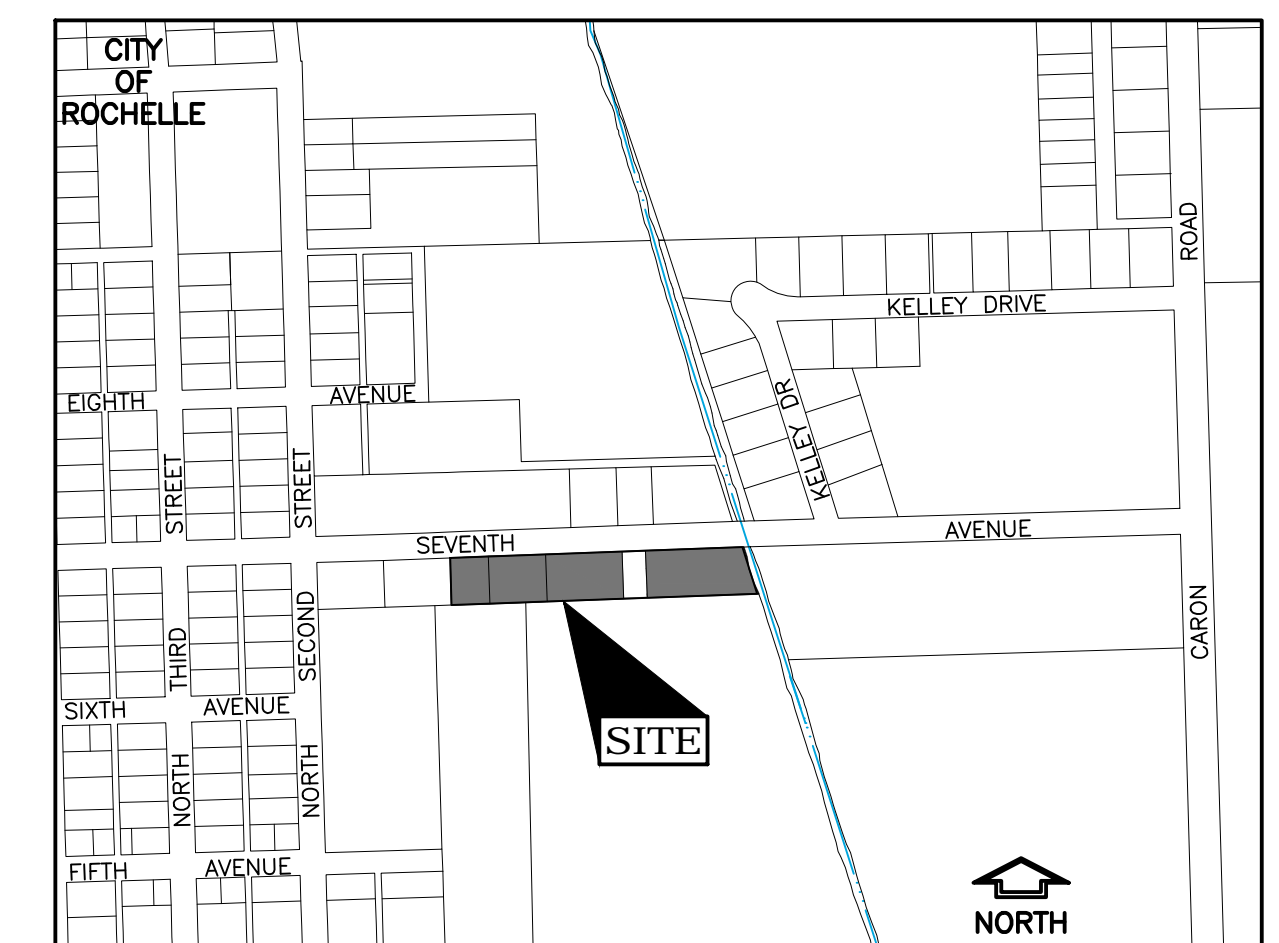 CITY
OF
ROCHELLE
ROAD
KELLEY DRIVE
EIGHTH
AVENUE
KELLEY DR
STREET
STREET
SEVENTH
AVENUE
CARON
SECOND
THIRD
SIXTH
AVENUE
SITE
NORTH
NORTH
FIFTH
AVENUE
NORTH